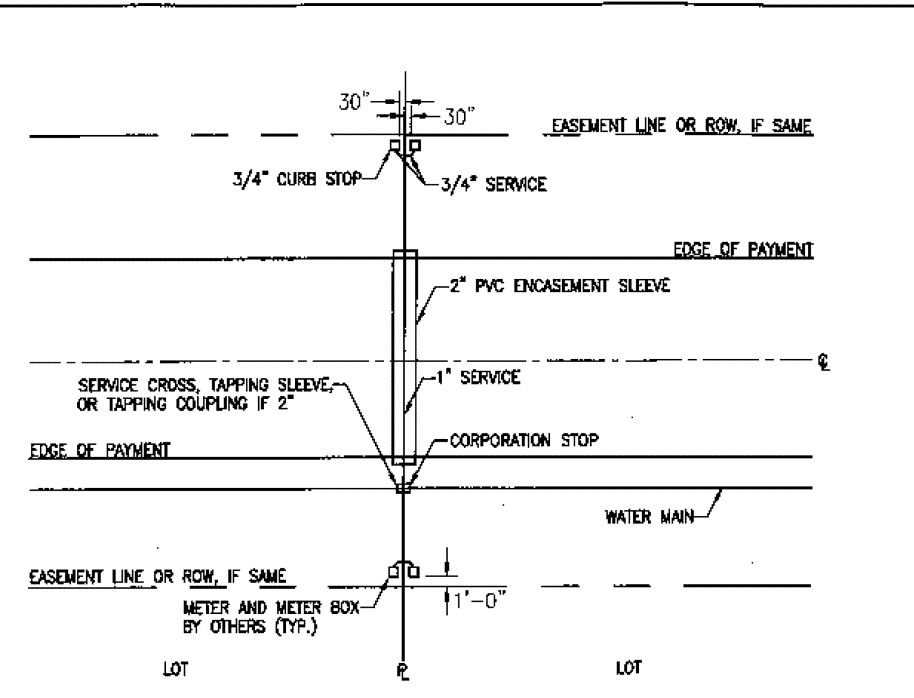 30"
30"
EASEMENT LINE OR ROW, IF SAME
3/4" CURB STOP
3/4" SERVICE
EDGE OF PAYMENT
2" PVC ENCASEMENT SLEEVE
℄
1" SERVICE
SERVICE CROSS, TAPPING SLEEVE,
OR TAPPING COUPLING IF 2"
CORPORATION STOP
EDGE OF PAYMENT
WATER MAIN
EASEMENT LINE OR ROW, IF SAME
1'-0"
METER AND METER BOX
BY OTHERS (TYP.)
LOT
PL
LOT